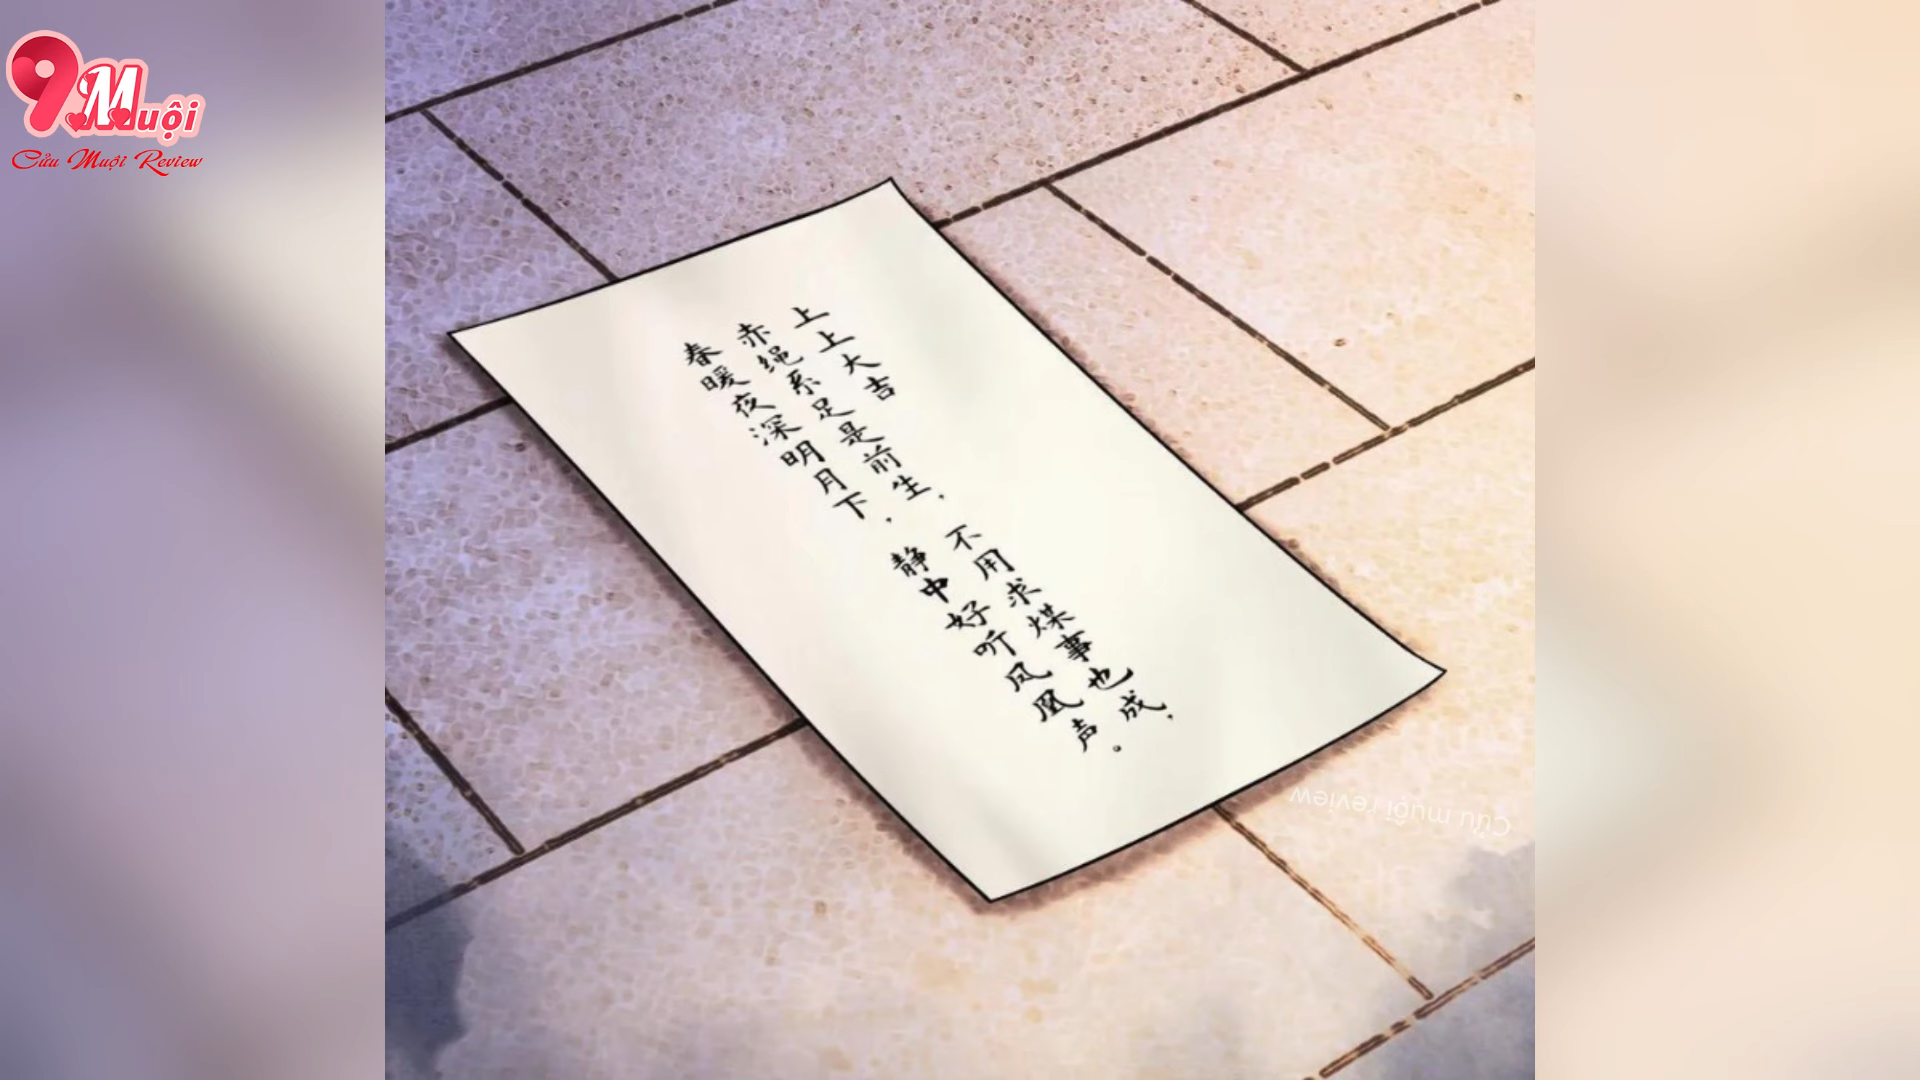 9Muội
Cửu Muội Review
上上大吉
赤绳系足是前生，不用求媒事也成，
春暖夜深明月下，静中好听凤凰声。
Cửu muội review